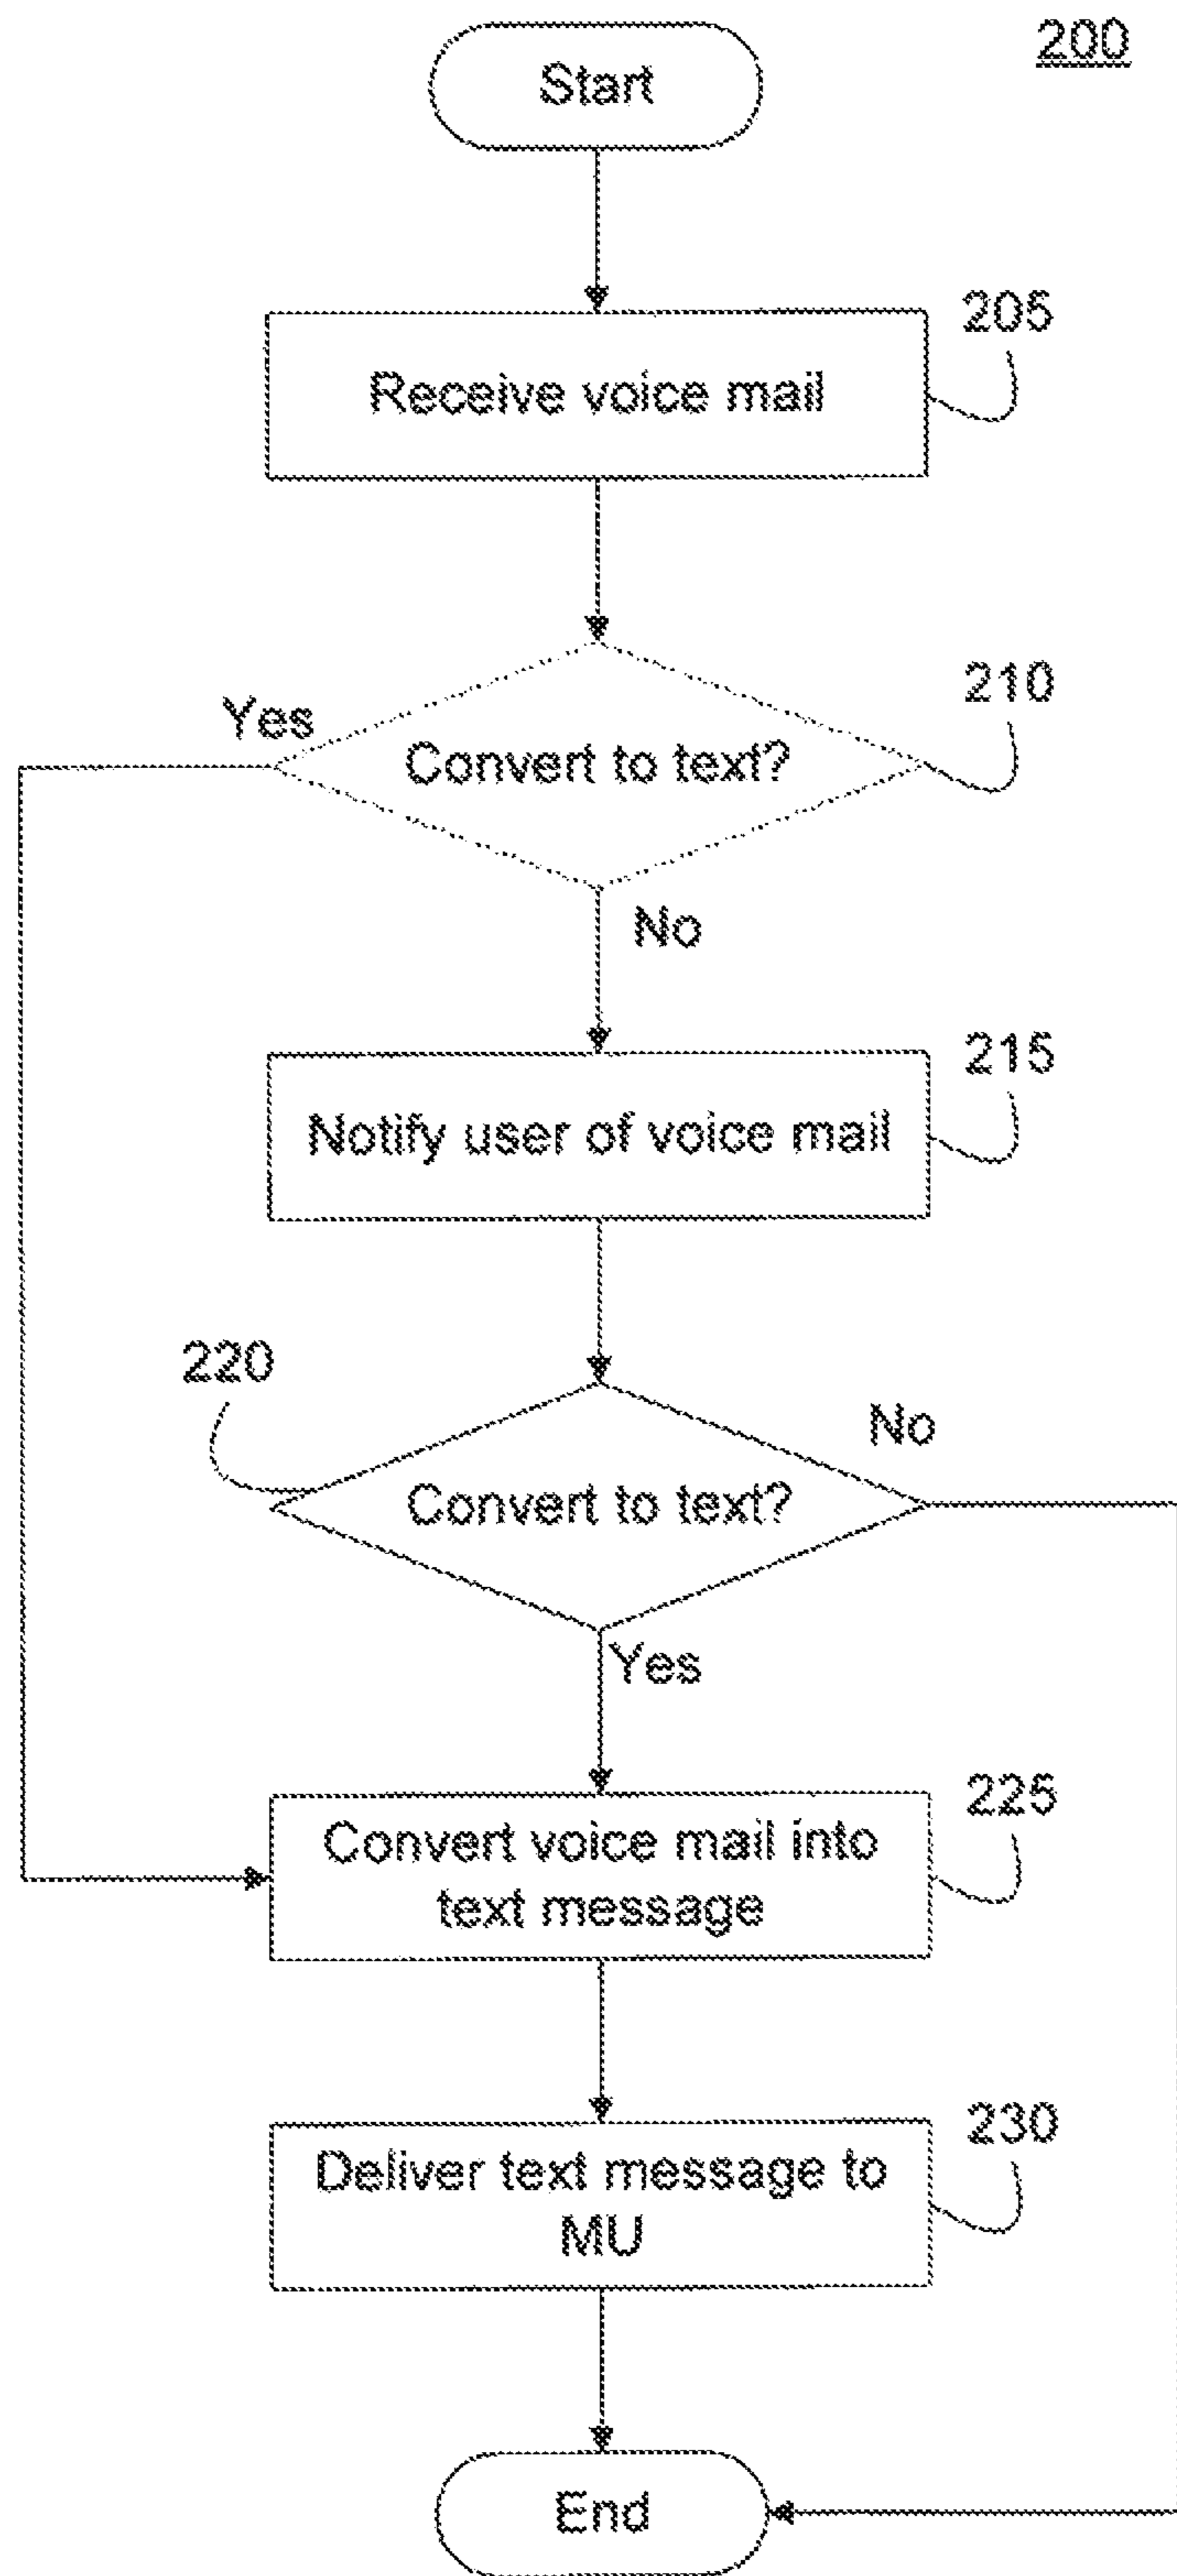 200
Start
205
Receive voice mail
210
Yes
Convert to text?
No
215
Notify user of voice mail
220
No
Convert to text?
Yes
225
Convert voice mail into
text message
230
Deliver text message to
MU
End